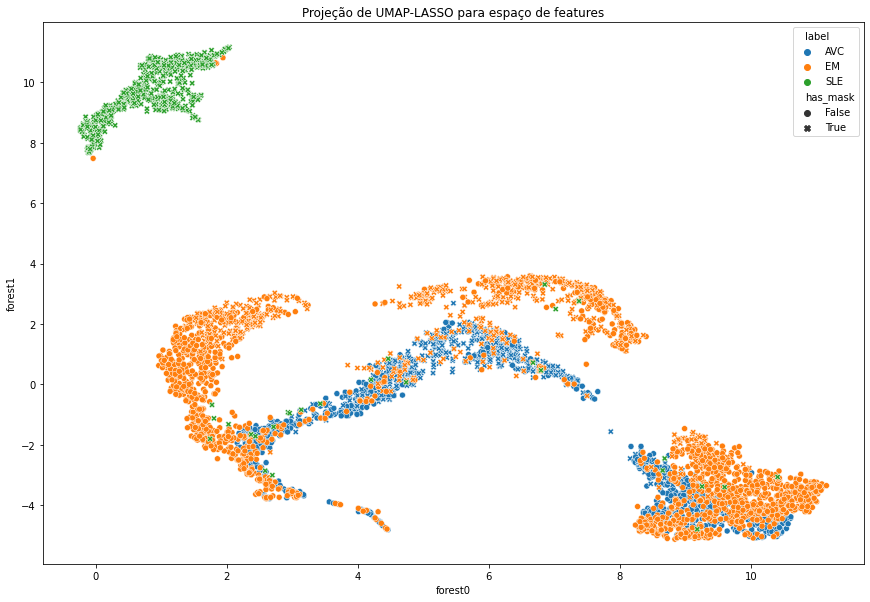 Projeção de UMAP-LASSO para espaço de features
label
AVC
EM
SLE
has_mask
False
True
forest1
10
8
6
4
2
0
−2
−4
0
2
4
6
8
10
forest0